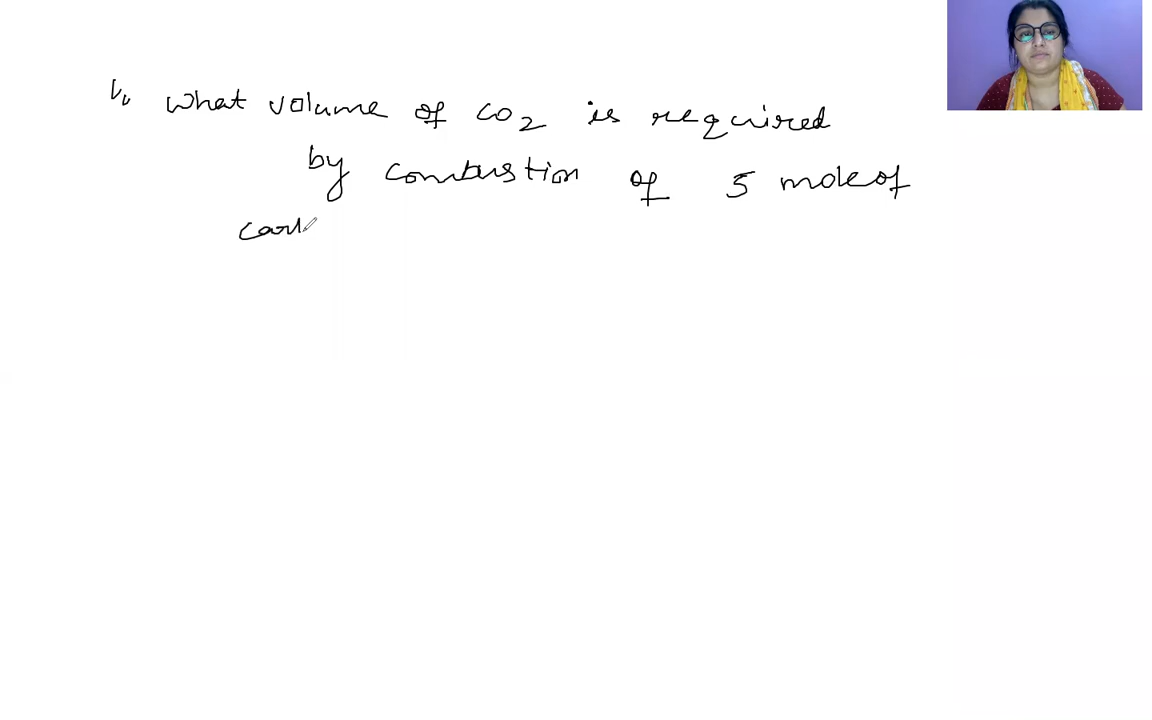 1. what volume of CO2 is required
by combustion of 5 mole of